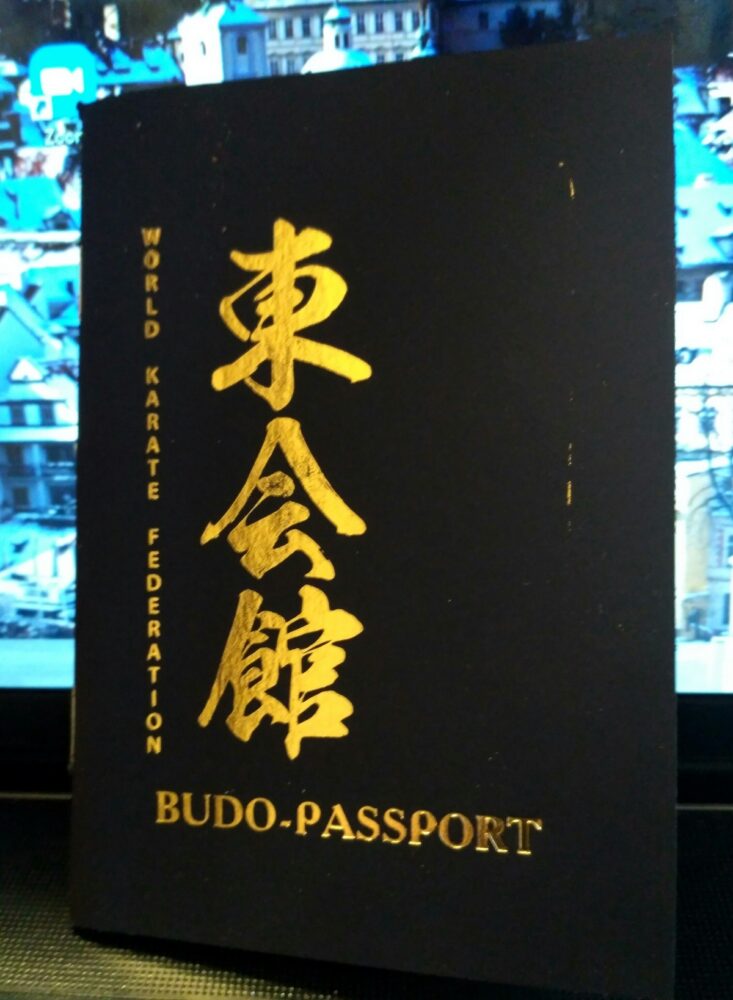 WORLD KARATE FEDERATION
東会館
BUDO-PASSPORT